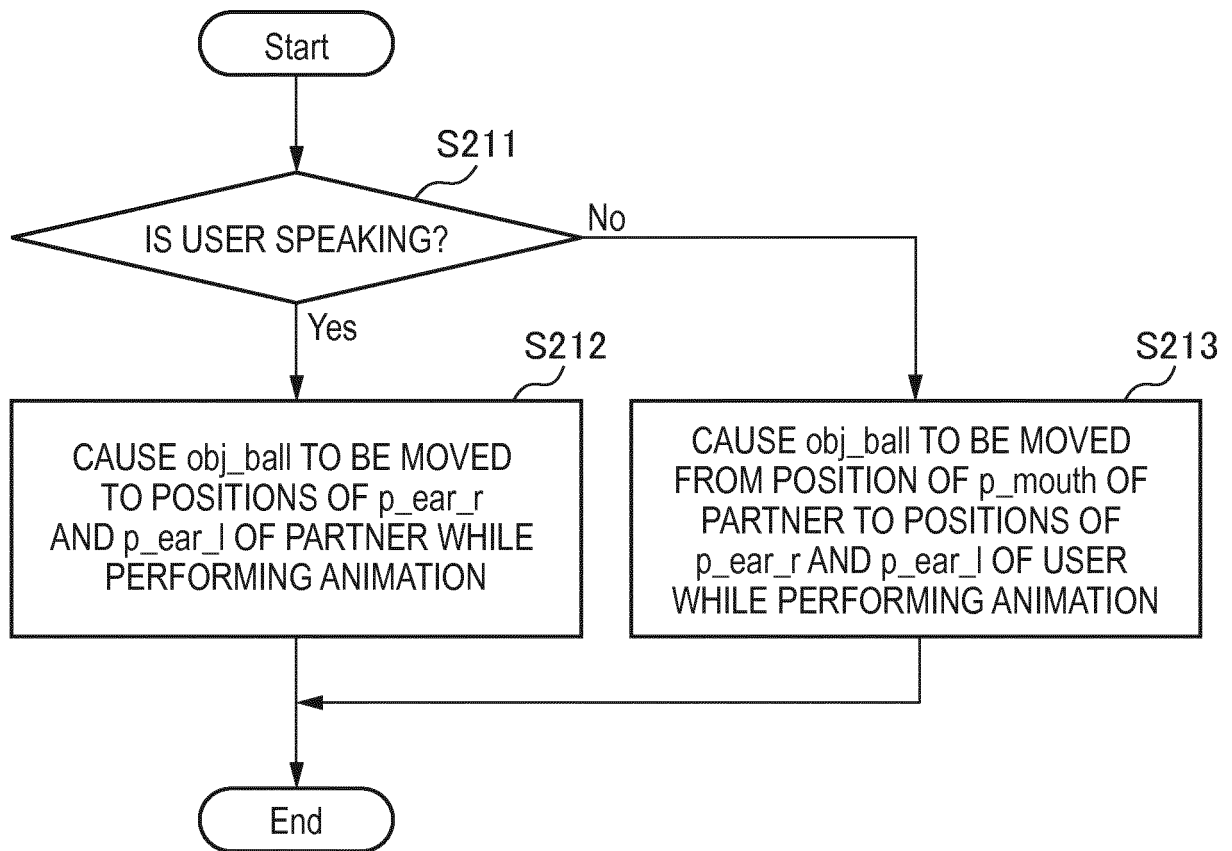 Start
S211
IS USER SPEAKING?
No
Yes
S212
CAUSE obj_ball TO BE MOVED
TO POSITIONS OF p_ear_r
AND p_ear_l OF PARTNER WHILE
PERFORMING ANIMATION
S213
CAUSE obj_ball TO BE MOVED
FROM POSITION OF p_mouth OF
PARTNER TO POSITIONS OF
p_ear_r AND p_ear_l OF USER
WHILE PERFORMING ANIMATION
End